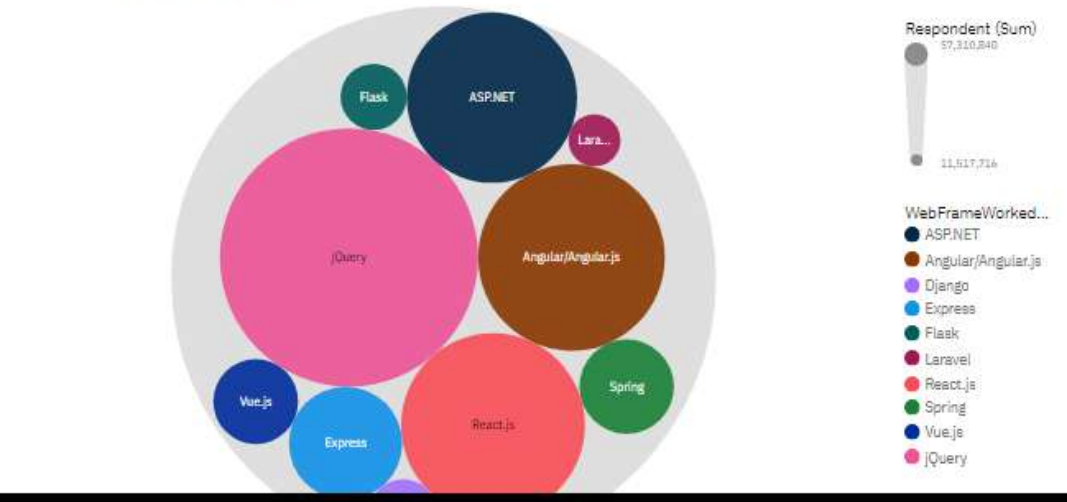 Flask
ASP.NET
Lara...
jQuery
Angular/Angular.js
Vue.js
Spring
React.js
Express
Respondent (Sum)
57,310,840
11,517,716
WebFrameWorked...
ASP.NET
Angular/Angular.js
Django
Express
Flask
Laravel
React.js
Spring
Vue.js
jQuery